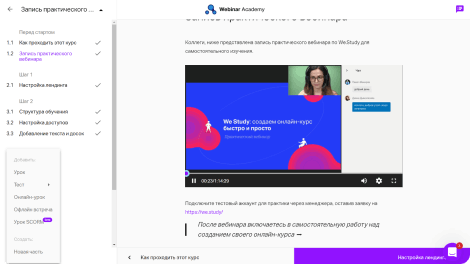 Запись практического ...
Webinar Academy
Запись практического вебинара
Перед стартом
1.1 Как проходить этот курс
1.2 Запись практического
вебинара
Шаг 1
2.1 Настройка лендинга
Шаг 2
3.1 Структура обучения
3.2 Настройка доступов
3.3 Добавление текста и досок
Добавить:
Урок
Тест
Онлайн-урок
Офлайн-встреча
Урок SCORM
Создать:
Новая часть
Коллеги, ниже представлена запись практического вебинара по We.Study для
самостоятельного изучения.
We Study: создаем онлайн-курс
быстро и просто
Практический вебинар
00:23/1:14:29
Подключите тестовый аккаунт для практики через менеджера, оставив заявку на
https://we.study/
После вебинара включаетесь в самостоятельную работу над
созданием своего онлайн-курса —
Как проходить этот курс
Настройка лендинг..